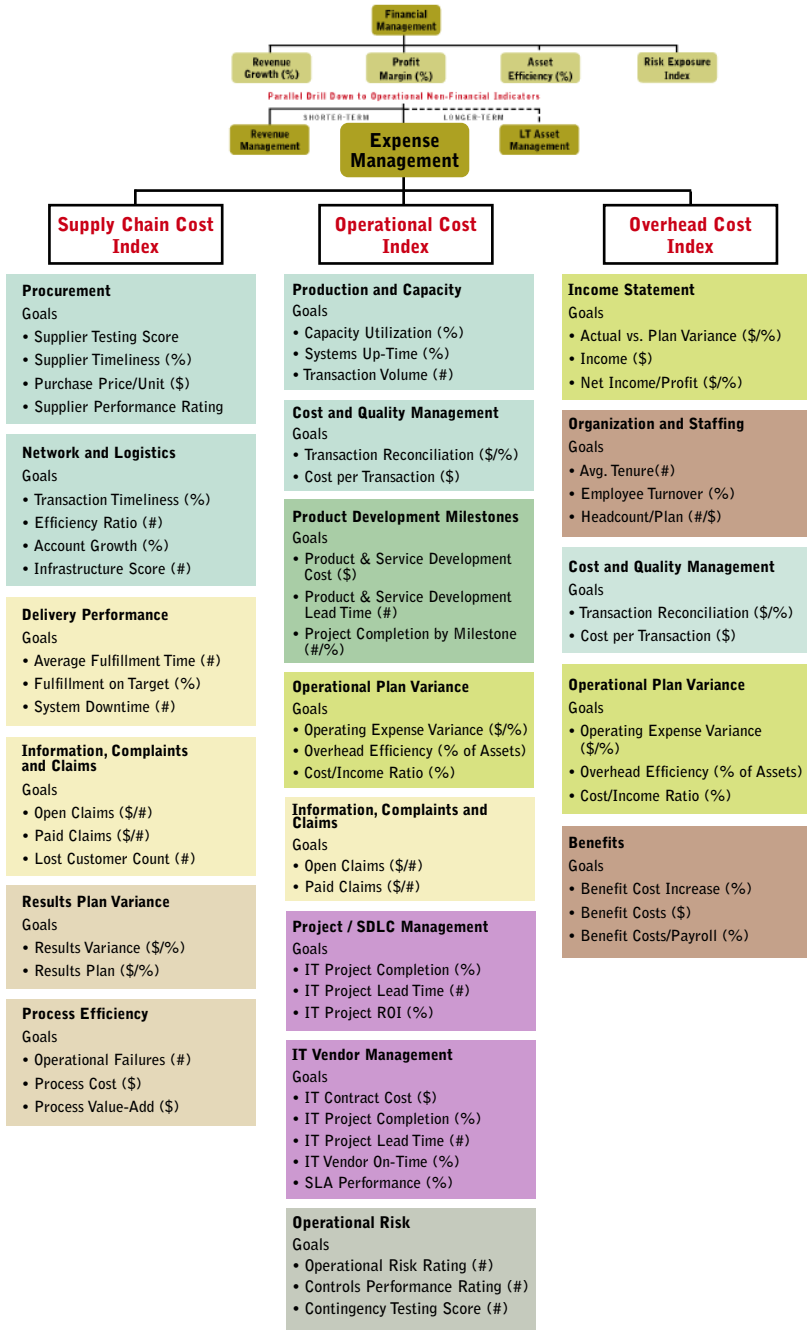 Financial
Management
Revenue
Growth (%)
Profit
Margin (%)
Asset
Efficiency (%)
Risk Exposure
Index
Parallel Drill Down to Operational Non-Financial Indicators
SHORTER-TERM
LONGER-TERM
Revenue
Management
Expense
Management
LT Asset
Management
Supply Chain Cost
Index
Operational Cost
Index
Overhead Cost
Index
Procurement
Goals
• Supplier Testing Score
• Supplier Timeliness (%)
• Purchase Price/Unit ($)
• Supplier Performance Rating
Network and Logistics
Goals
• Transaction Timeliness (%)
• Efficiency Ratio (#)
• Account Growth (%)
• Infrastructure Score (#)
Delivery Performance
Goals
• Average Fulfillment Time (#)
• Fulfillment on Target (%)
• System Downtime (#)
Information, Complaints
and Claims
Goals
• Open Claims ($/#)
• Paid Claims ($/#)
• Lost Customer Count (#)
Results Plan Variance
Goals
• Results Variance ($/%)
• Results Plan ($/%)
Process Efficiency
Goals
• Operational Failures (#)
• Process Cost ($)
• Process Value-Add ($)
Production and Capacity
Goals
• Capacity Utilization (%)
• Systems Up-Time (%)
• Transaction Volume (#)
Cost and Quality Management
Goals
• Transaction Reconciliation ($/%)
• Cost per Transaction ($)
Product Development Milestones
Goals
• Product & Service Development
Cost ($)
• Product & Service Development
Lead Time (#)
• Project Completion by Milestone
(#/%)
Operational Plan Variance
Goals
• Operating Expense Variance ($/%)
• Overhead Efficiency (% of Assets)
• Cost/Income Ratio (%)
Information, Complaints and
Claims
Goals
• Open Claims ($/#)
• Paid Claims ($/#)
Project / SDLC Management
Goals
• IT Project Completion (%)
• IT Project Lead Time (#)
• IT Project ROI (%)
IT Vendor Management
Goals
• IT Contract Cost ($)
• IT Project Completion (%)
• IT Project Lead Time (#)
• IT Vendor On-Time (%)
• SLA Performance (%)
Operational Risk
Goals
• Operational Risk Rating (#)
• Controls Performance Rating (#)
• Contingency Testing Score (#)
Income Statement
Goals
• Actual vs. Plan Variance ($/%)
• Income ($)
• Net Income/Profit ($/%)
Organization and Staffing
Goals
• Avg. Tenure(#)
• Employee Turnover (%)
• Headcount/Plan (#/$)
Cost and Quality Management
Goals
• Transaction Reconciliation ($/%)
• Cost per Transaction ($)
Operational Plan Variance
Goals
• Operating Expense Variance
($/%)
• Overhead Efficiency (% of Assets)
• Cost/Income Ratio (%)
Benefits
Goals
• Benefit Cost Increase (%)
• Benefit Costs ($)
• Benefit Costs/Payroll (%)